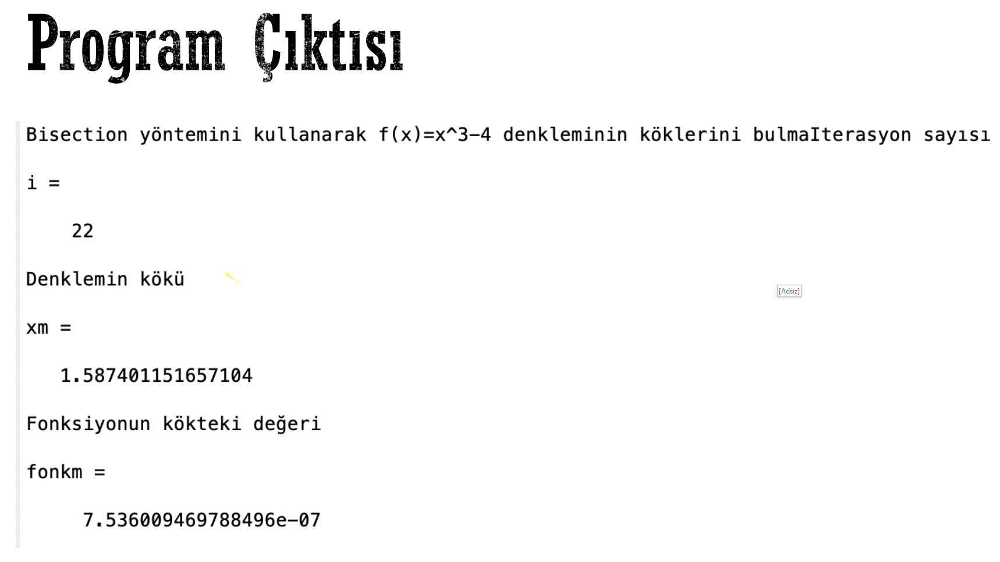 Program Çıktısı
Bisection yöntemini kullanarak f(x)=x^3-4 denkleminin köklerini bulmaIterasyon sayısı
i =
22
Denklemin kökü
[Adsız]
xm =
1.587401151657104
Fonksiyonun kökteki değeri
fonkm =
7.536009469788496e-07